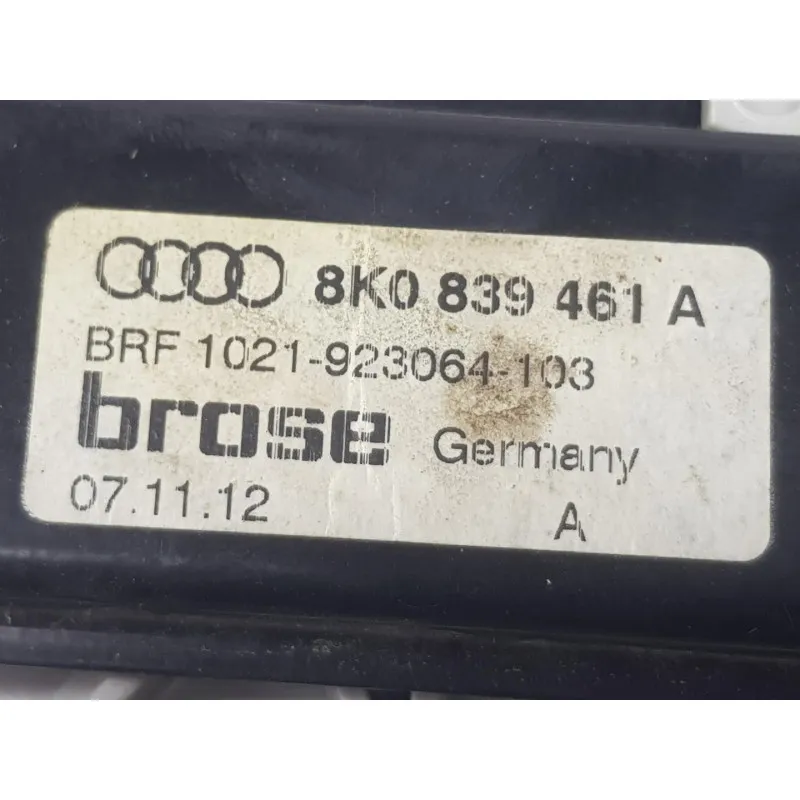 8K0 839 461 A
BRF 1021-923064-103
brose Germany
07.11.12 A